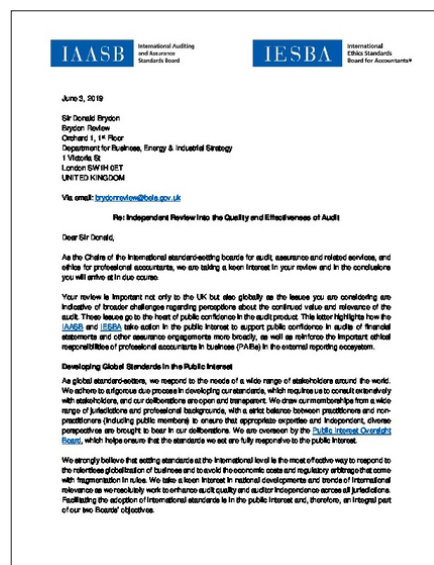 IAASB
International Auditing
and Assurance
Standards Board
IESBA
International
Ethics Standards
Board for Accountants®
June 3, 2019
Sir Donald Brydon
Brydon Review
Orchard 1, 1st Floor
Department for Business, Energy & Industrial Strategy
1 Victoria St
London SW1H 0ET
UNITED KINGDOM
Via email: brydonreview@beis.gov.uk
Re: Independent Review into the Quality and Effectiveness of Audit
Dear Sir Donald,
As the Chairs of the international standard-setting boards for audit, assurance and related services, and
ethics for professional accountants, we are taking a keen interest in your review and in the conclusions
you will arrive at in due course.
Your review is important not only to the UK but also globally as the issues you are considering are
indicative of broader challenges regarding perceptions about the continued value and relevance of the
audit. These issues go to the heart of public confidence in the audit product. This letter highlights how the
IAASB and IESBA take action in the public interest to support public confidence in audits of financial
statements and other assurance engagements more broadly, as well as reinforce the important ethical
responsibilities of professional accountants in business (PAIBs) in the external reporting ecosystem.
Developing Global Standards in the Public Interest
As global standard-setters, we respond to the needs of a wide range of stakeholders around the world.
We adhere to a rigorous due process in developing our standards, which requires us to consult extensively
with stakeholders, and our deliberations are open and transparent. We draw our memberships from a wide
range of jurisdictions and professional backgrounds, with a strict balance between practitioners and non-
practitioners (including public members) to ensure that appropriate expertise and independent, diverse
perspectives are brought to bear in our deliberations. We are overseen by the Public Interest Oversight
Board, which helps ensure that the standards we set are fully responsive to the public interest.
We strongly believe that setting standards at the international level is the most effective way to respond to
the relentless globalization of business and to avoid the economic costs and regulatory arbitrage that come
with fragmentation in rules. We take a keen interest in national developments and trends of international
relevance as we resolutely work to enhance audit quality and auditor independence across all jurisdictions.
Facilitating the adoption of international standards is in the public interest and, therefore, an integral part
of our two Boards' objectives.